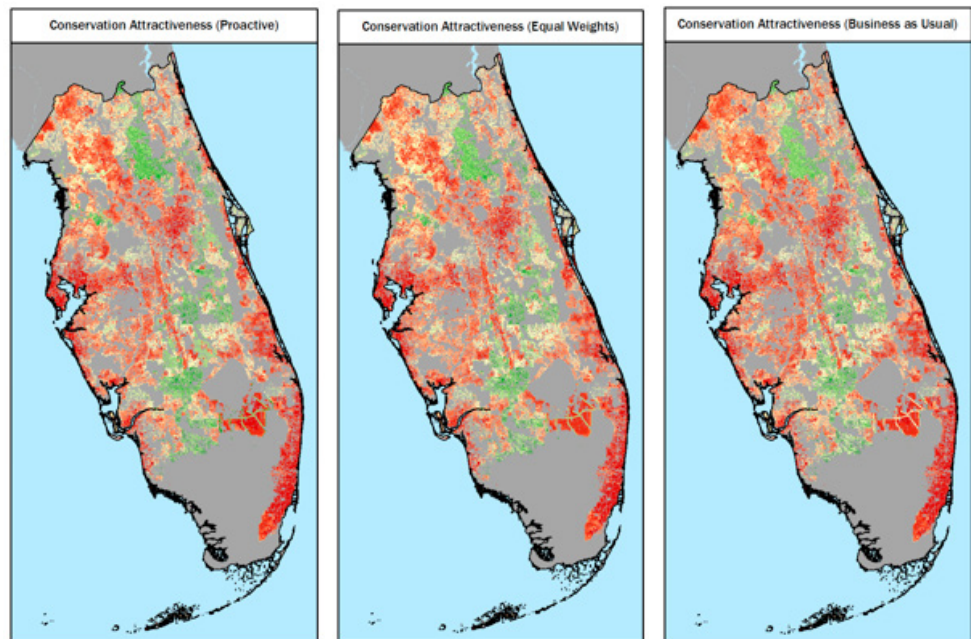 Conservation Attractiveness (Proactive)
Conservation Attractiveness (Equal Weights)
Conservation Attractiveness (Business as Usual)